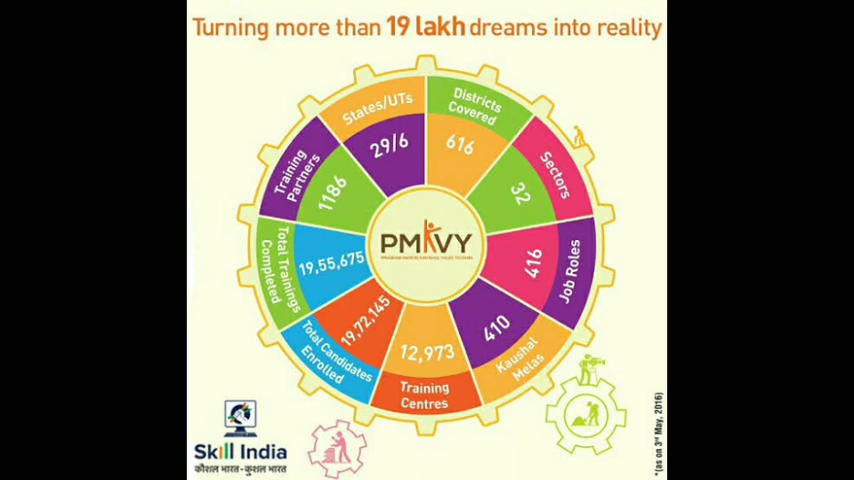 Turning more than 19 lakh dreams into reality
States/UTs
29/6
Districts
Covered
616
Sectors
32
Job Roles
416
Kaushal
Melas
410
Training
Centres
12,973
Total Candidates
Enrolled
19,72,145
Total Trainings
Completed
19,55,675
Training
Partners
1186
PMKVY
Skill India
कौशल भारत-कुशल भारत
*(as on 3rd May, 2016)